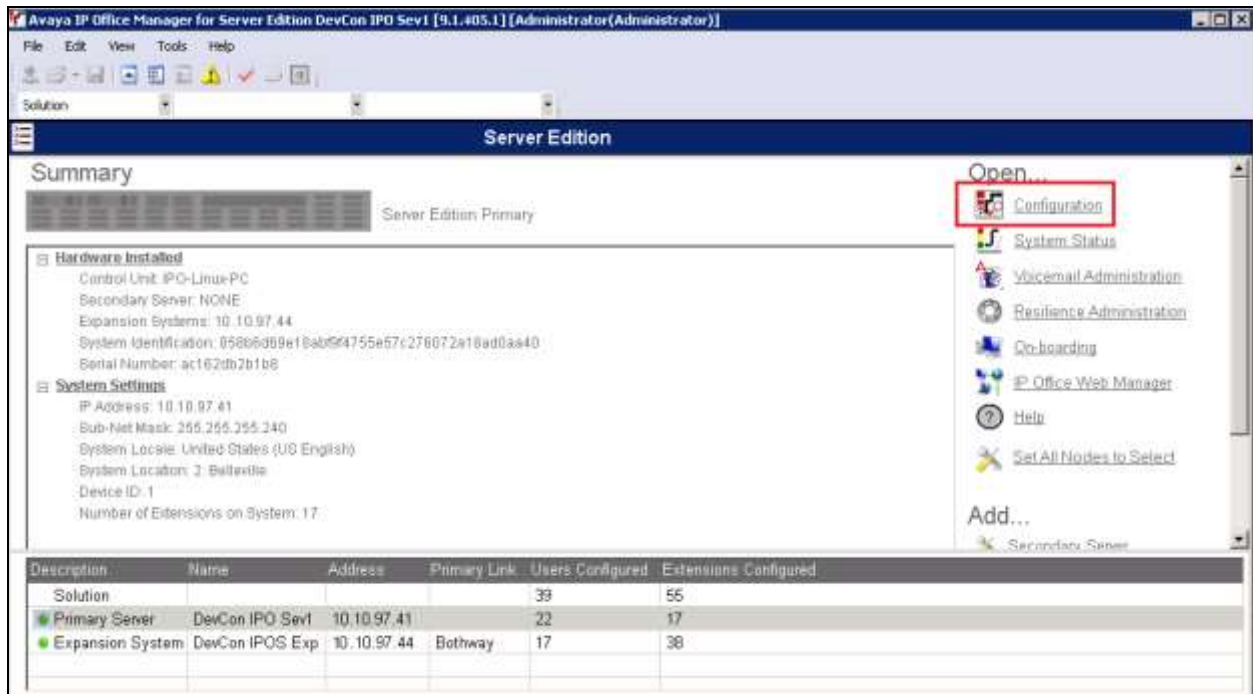 Avaya IP Office Manager for Server Edition DevCon IPO Sev1 [9.1.405.1] [Administrator(Administrator)]
File Edit View Tools Help
Solution
Server Edition
Summary
Server Edition Primary
Hardware Installed
Control Unit: IPO-Linux-PC
Secondary Server: NONE
Expansion Systems: 10.10.97.44
System Identification:
Serial Number: ac162db2b1b8
System Settings
IP Address: 10.10.97.41
Sub-Net Mask: 255.255.255.240
System Locale: United States (US English)
System Location: 2: Belleville
Device ID: 1
Number of Extensions on System: 17
Open...
Configuration
System Status
Voicemail Administration
Resilience Administration
On-boarding
IP Office Web Manager
Help
Set All Nodes to Select
Add...
Secondary Server
Description Name Address Primary Link Users Configured Extensions Configured
Solution 39 55
Primary Server DevCon IPO Sev1 10.10.97.41 22 17
Expansion System DevCon IPOS Exp 10.10.97.44 Bothway 17 38